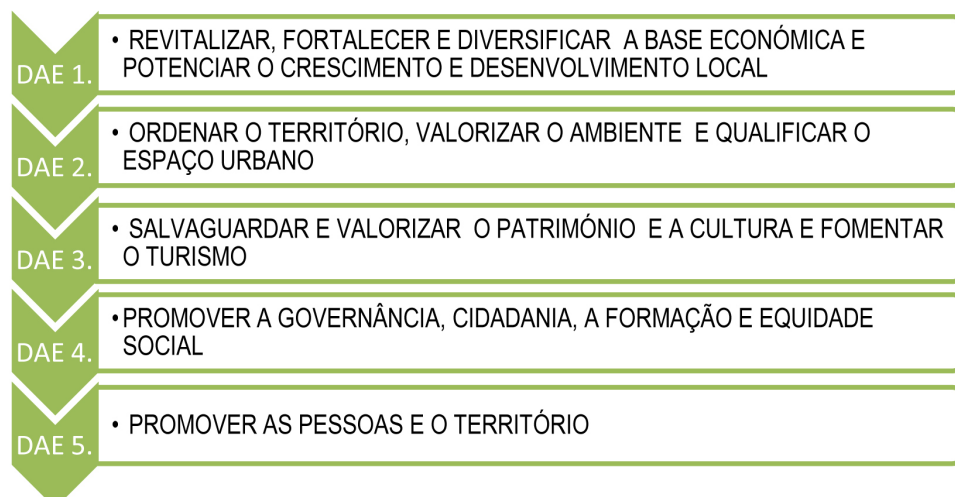 DAE 1.
• REVITALIZAR, FORTALECER E DIVERSIFICAR A BASE ECONÓMICA E
POTENCIAR O CRESCIMENTO E DESENVOLVIMENTO LOCAL
DAE 2.
• ORDENAR O TERRITÓRIO, VALORIZAR O AMBIENTE E QUALIFICAR O
ESPAÇO URBANO
DAE 3.
• SALVAGUARDAR E VALORIZAR O PATRIMÓNIO E A CULTURA E FOMENTAR
O TURISMO
DAE 4.
•PROMOVER A GOVERNÂNCIA, CIDADANIA, A FORMAÇÃO E EQUIDADE
SOCIAL
DAE 5.
• PROMOVER AS PESSOAS E O TERRITÓRIO